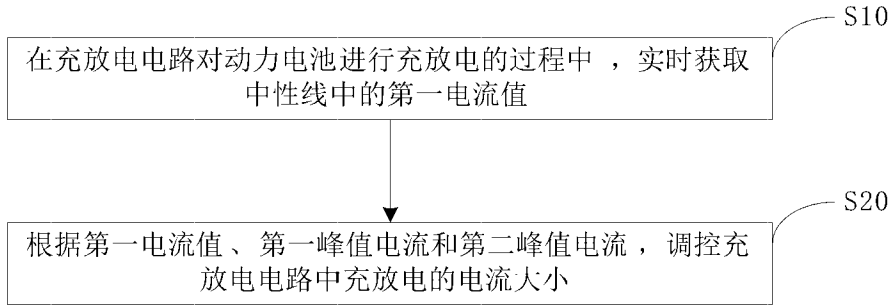 S10
在充放电电路对动力电池进行充放电的过程中，实时获取
中性线中的第一电流值
S20
根据第一电流值、第一峰值电流和第二峰值电流，调控充
放电电路中充放电的电流大小